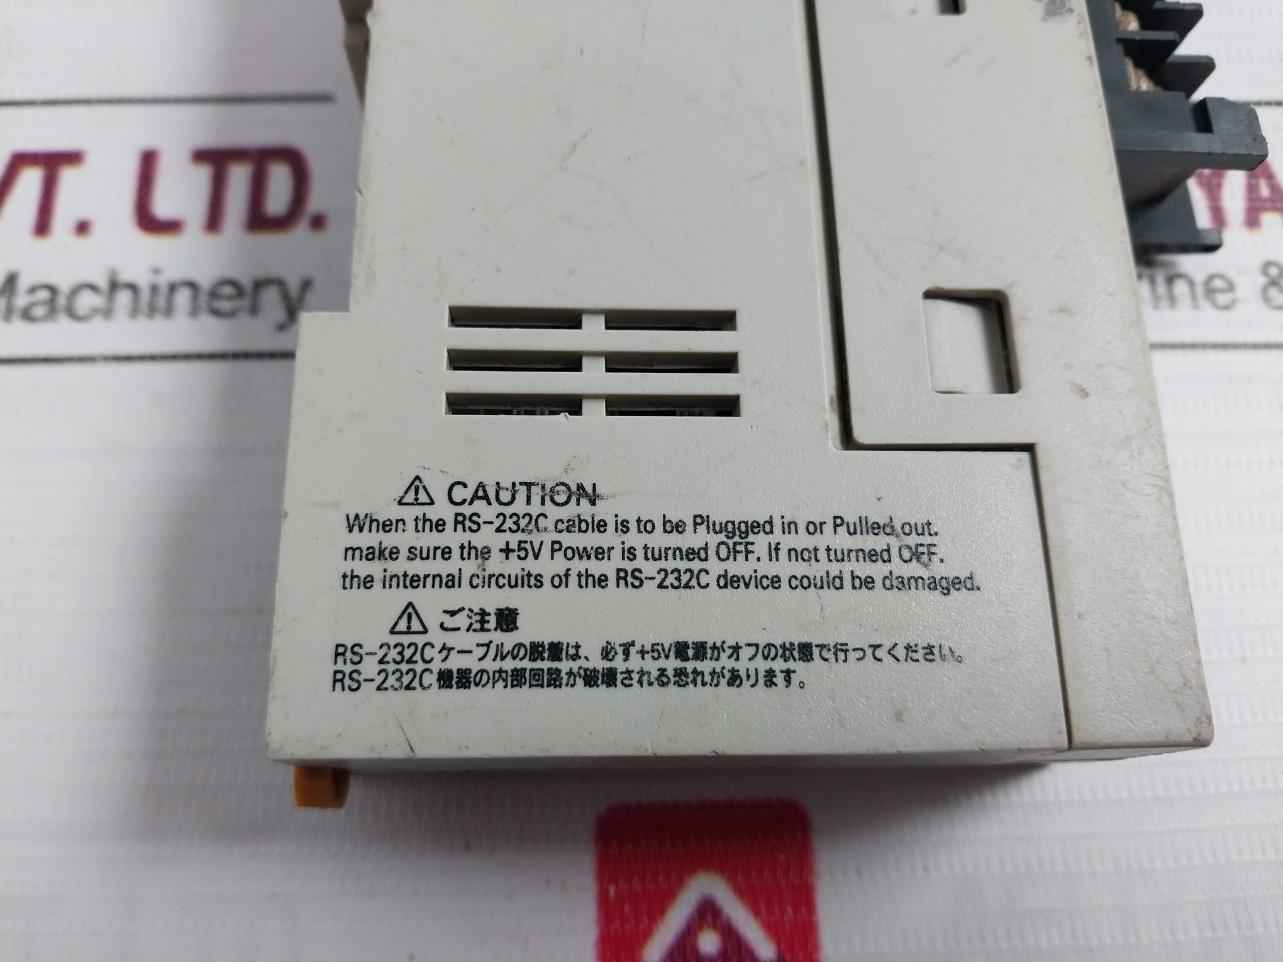 VT. LTD.
YA
Machinery
rine &
CAUTION
When the RS-232C cable is to be Plugged in or Pulled out.
make sure the +5V Power is turned OFF. If not turned OFF.
the internal circuits of the RS-232C device could be damaged.
ご注意
RS-232Cケーブルの脱着は、必ず+5V電源がオフの状態で行ってください。
RS-232C機器の内部回路が破壊される恐れがあります。